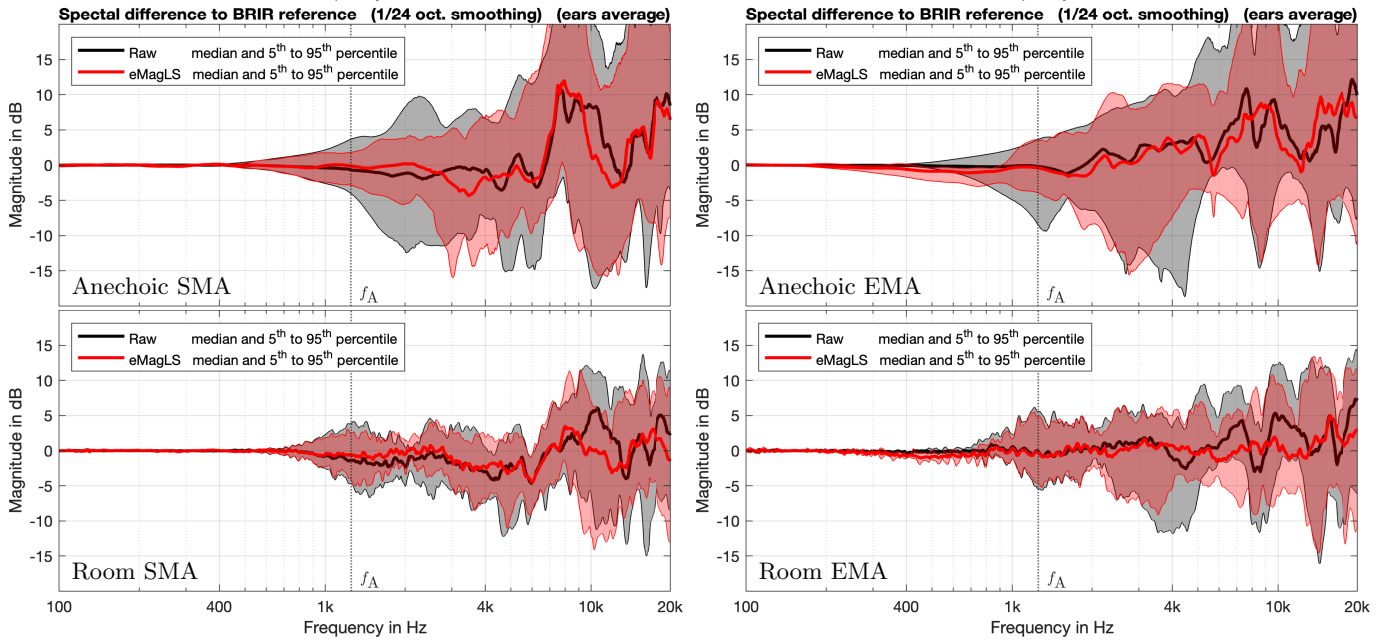 Spectal difference to BRIR reference (1/24 oct. smoothing) (ears average)
Raw median and 5th to 95th percentile
eMagLS median and 5th to 95th percentile
15
10
5
0
-5
-10
-15
Magnitude in dB
Anechoic SMA
fA
Spectal difference to BRIR reference (1/24 oct. smoothing) (ears average)
Raw median and 5th to 95th percentile
eMagLS median and 5th to 95th percentile
15
10
5
0
-5
-10
-15
Magnitude in dB
Anechoic EMA
fA
Raw median and 5th to 95th percentile
eMagLS median and 5th to 95th percentile
15
10
5
0
-5
-10
-15
Magnitude in dB
Room SMA
fA
100 400 1k 4k 10k 20k
Frequency in Hz
Raw median and 5th to 95th percentile
eMagLS median and 5th to 95th percentile
15
10
5
0
-5
-10
-15
Magnitude in dB
Room EMA
fA
100 400 1k 4k 10k 20k
Frequency in Hz